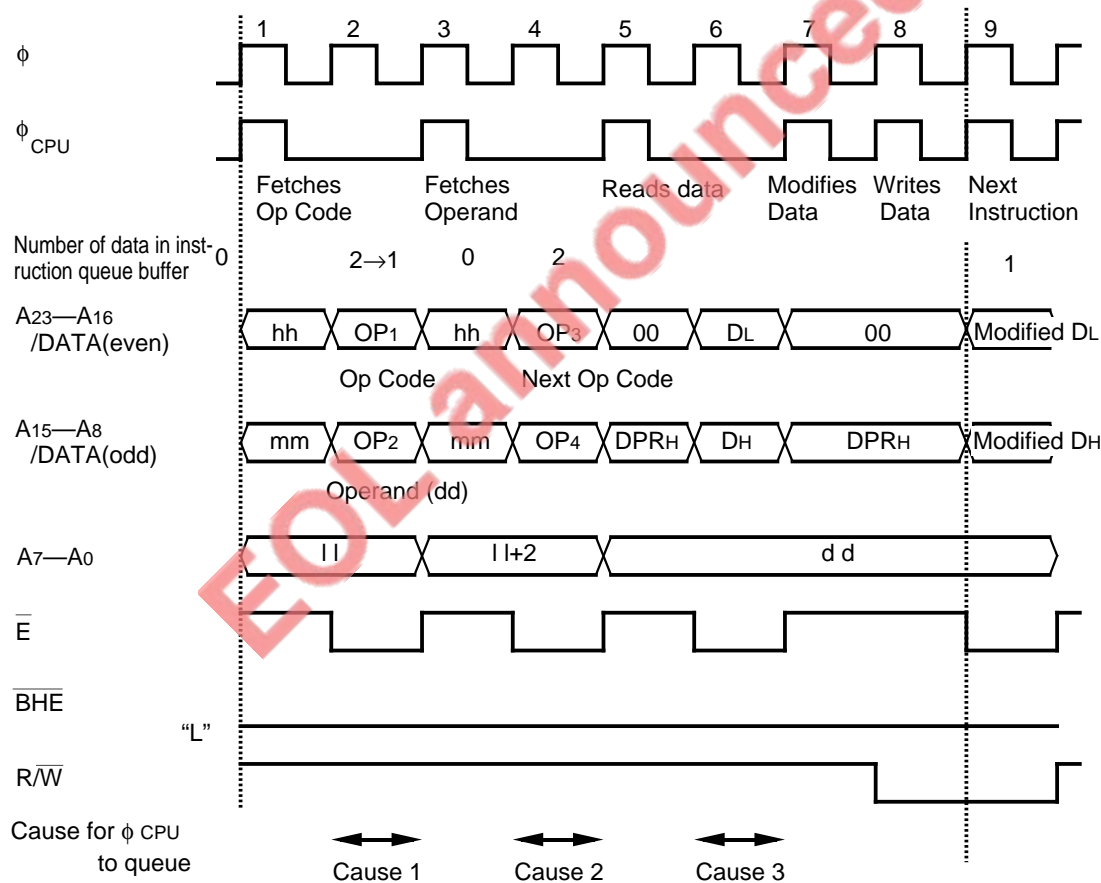 1 2 3 4 5 6 7 8 9
ϕ
ϕCPU
Fetches Op Code
Fetches Operand
Reads data
Modifies Data
Writes Data
Next Instruction
Number of data in inst-
ruction queue buffer
0 2→1 0 2 1
A23—A16
/DATA(even)
hh OP1 hh OP3 00 DL 00 Modified DL
Op Code Next Op Code
A15—A8
/DATA(odd)
mm OP2 mm OP4 DPRH DH DPRH Modified DH
Operand (dd)
A7—A0 l l l l+2 d d
E̅
B̅H̅E̅
“L”
R/W̅
Cause for ϕ CPU
to queue
Cause 1 Cause 2 Cause 3
EOL announced